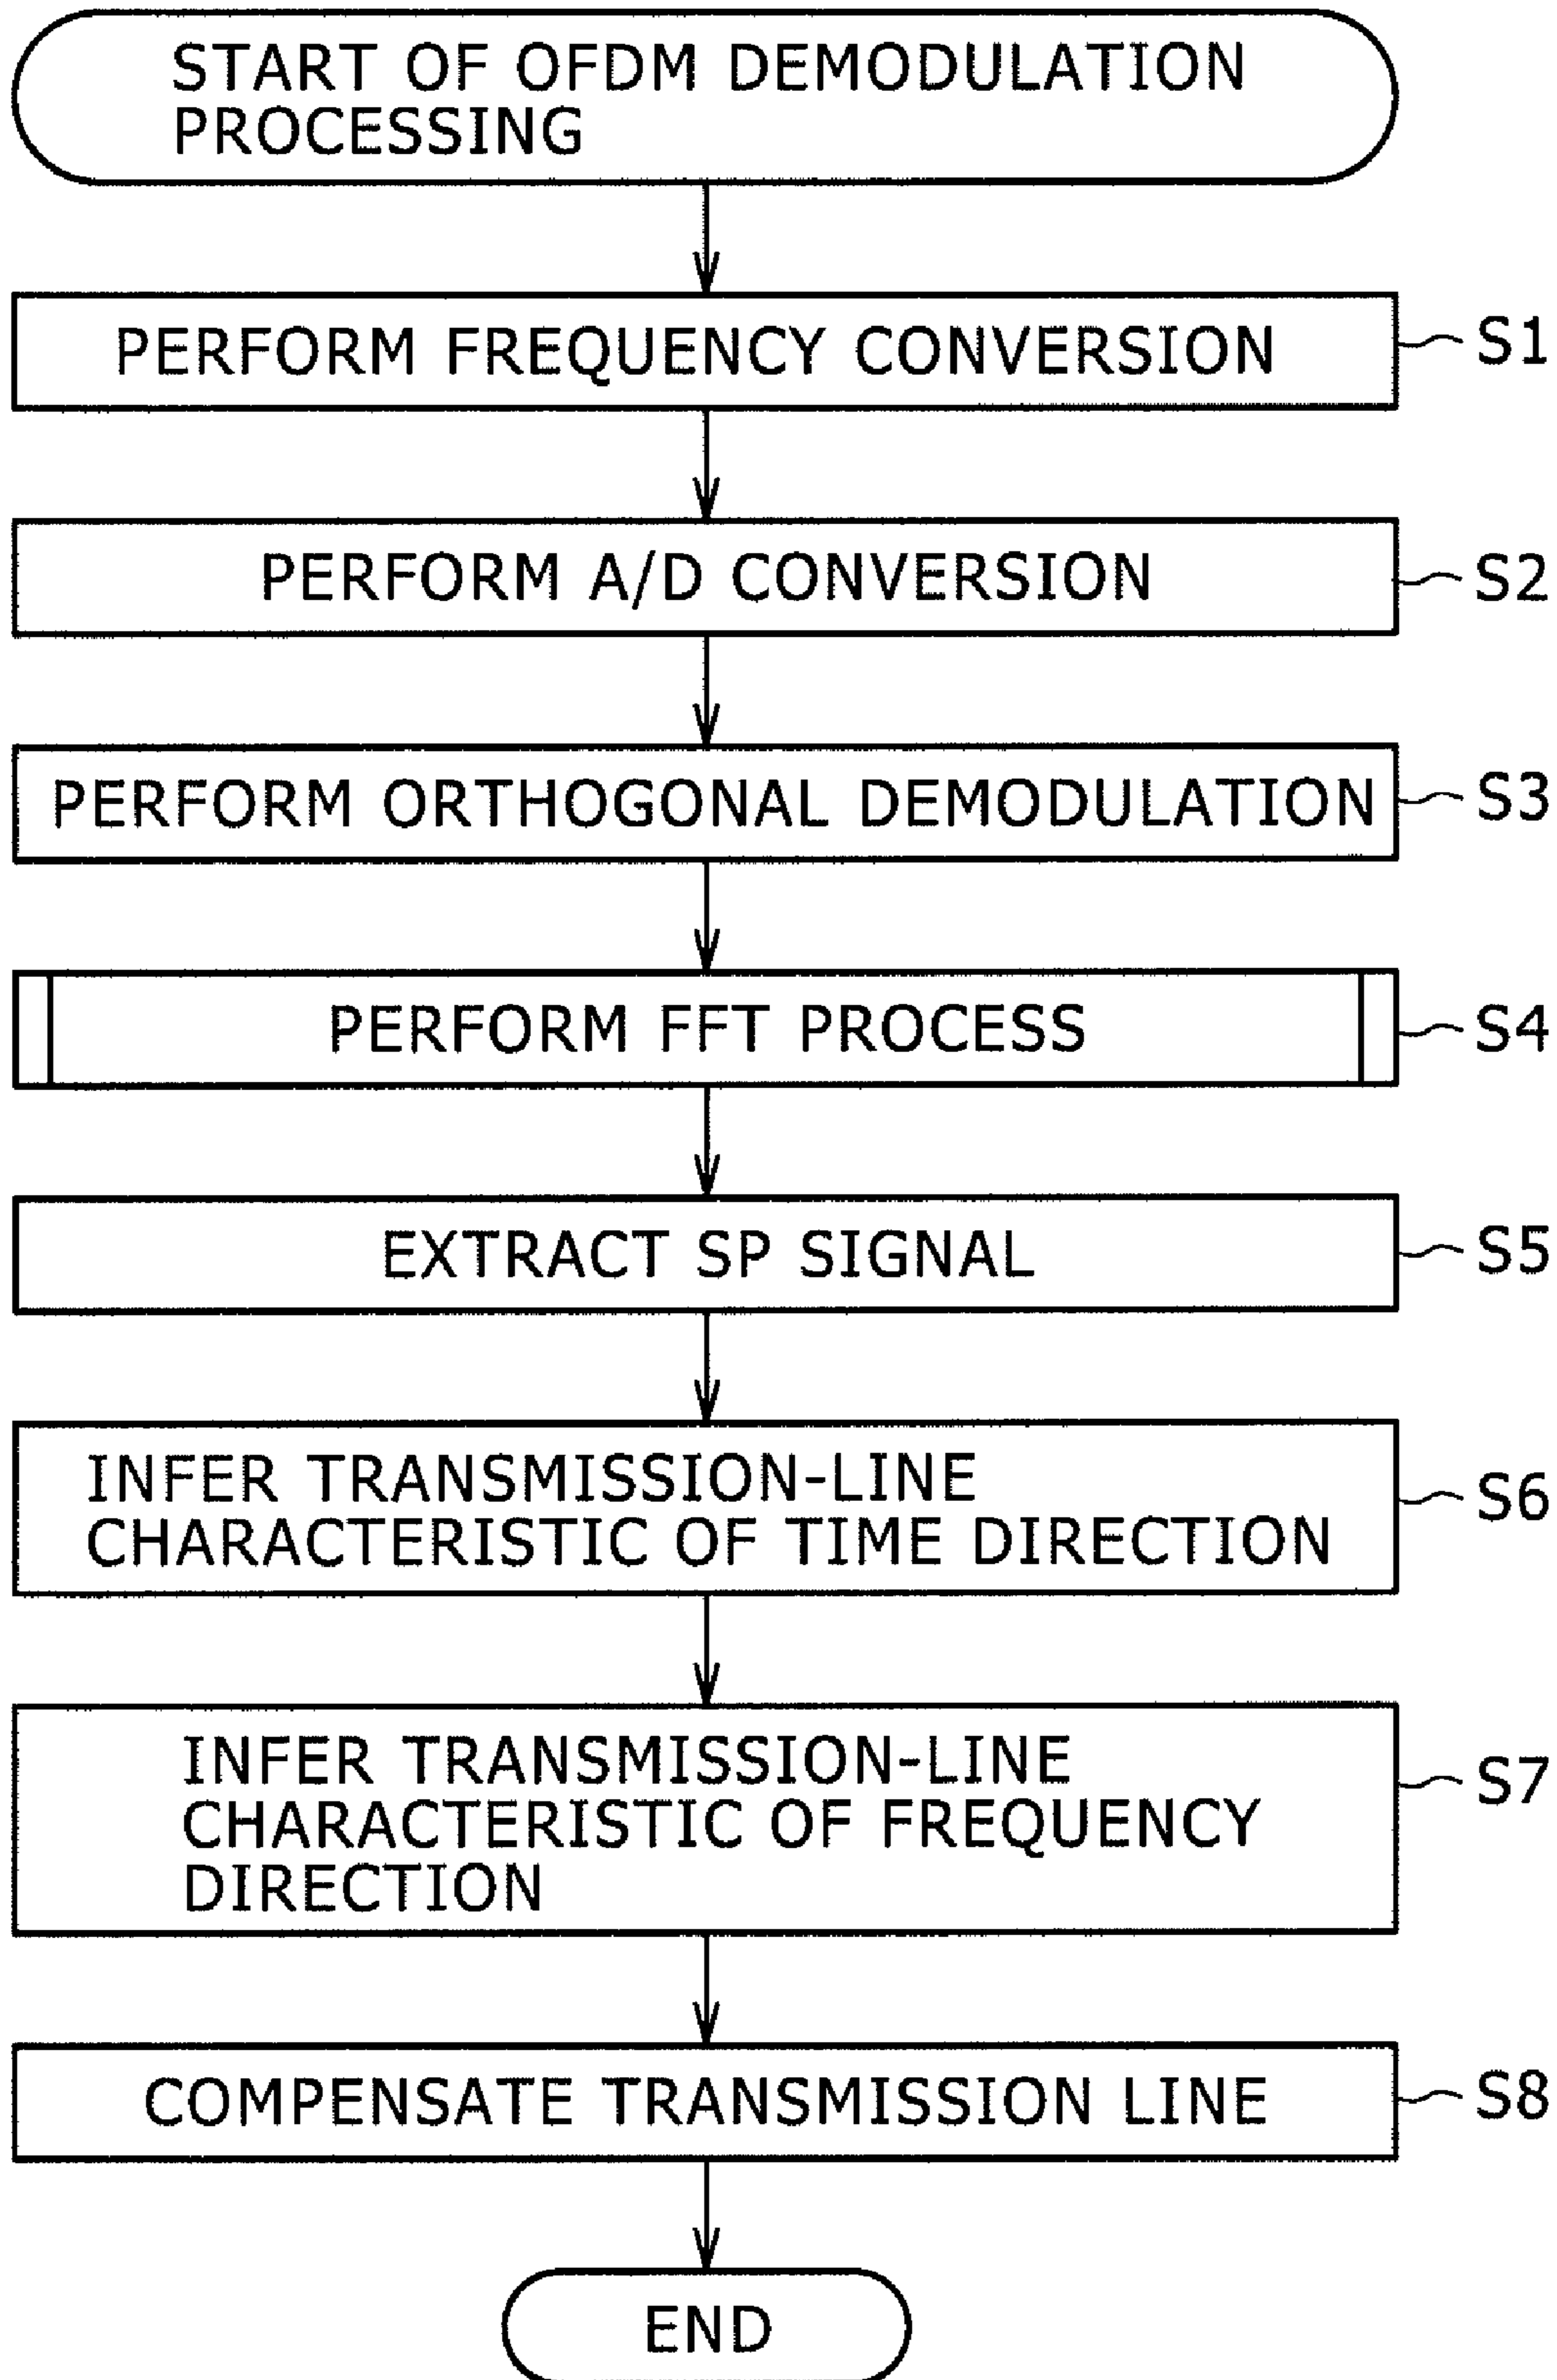 START OF OFDM DEMODULATION
PROCESSING
PERFORM FREQUENCY CONVERSION
S1
PERFORM A/D CONVERSION
S2
PERFORM ORTHOGONAL DEMODULATION
S3
PERFORM FFT PROCESS
S4
EXTRACT SP SIGNAL
S5
INFER TRANSMISSION-LINE
CHARACTERISTIC OF TIME DIRECTION
S6
INFER TRANSMISSION-LINE
CHARACTERISTIC OF FREQUENCY
DIRECTION
S7
COMPENSATE TRANSMISSION LINE
S8
END